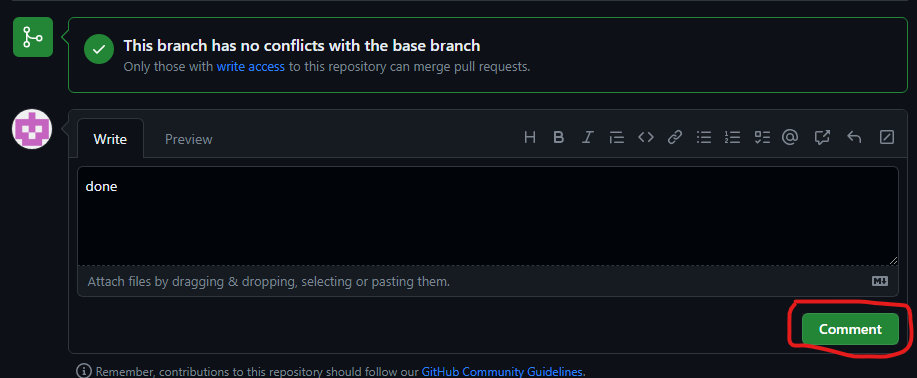 This branch has no conflicts with the base branch
Only those with write access to this repository can merge pull requests.
Write
Preview
done
Attach files by dragging & dropping, selecting or pasting them.
Comment
Remember, contributions to this repository should follow our GitHub Community Guidelines.